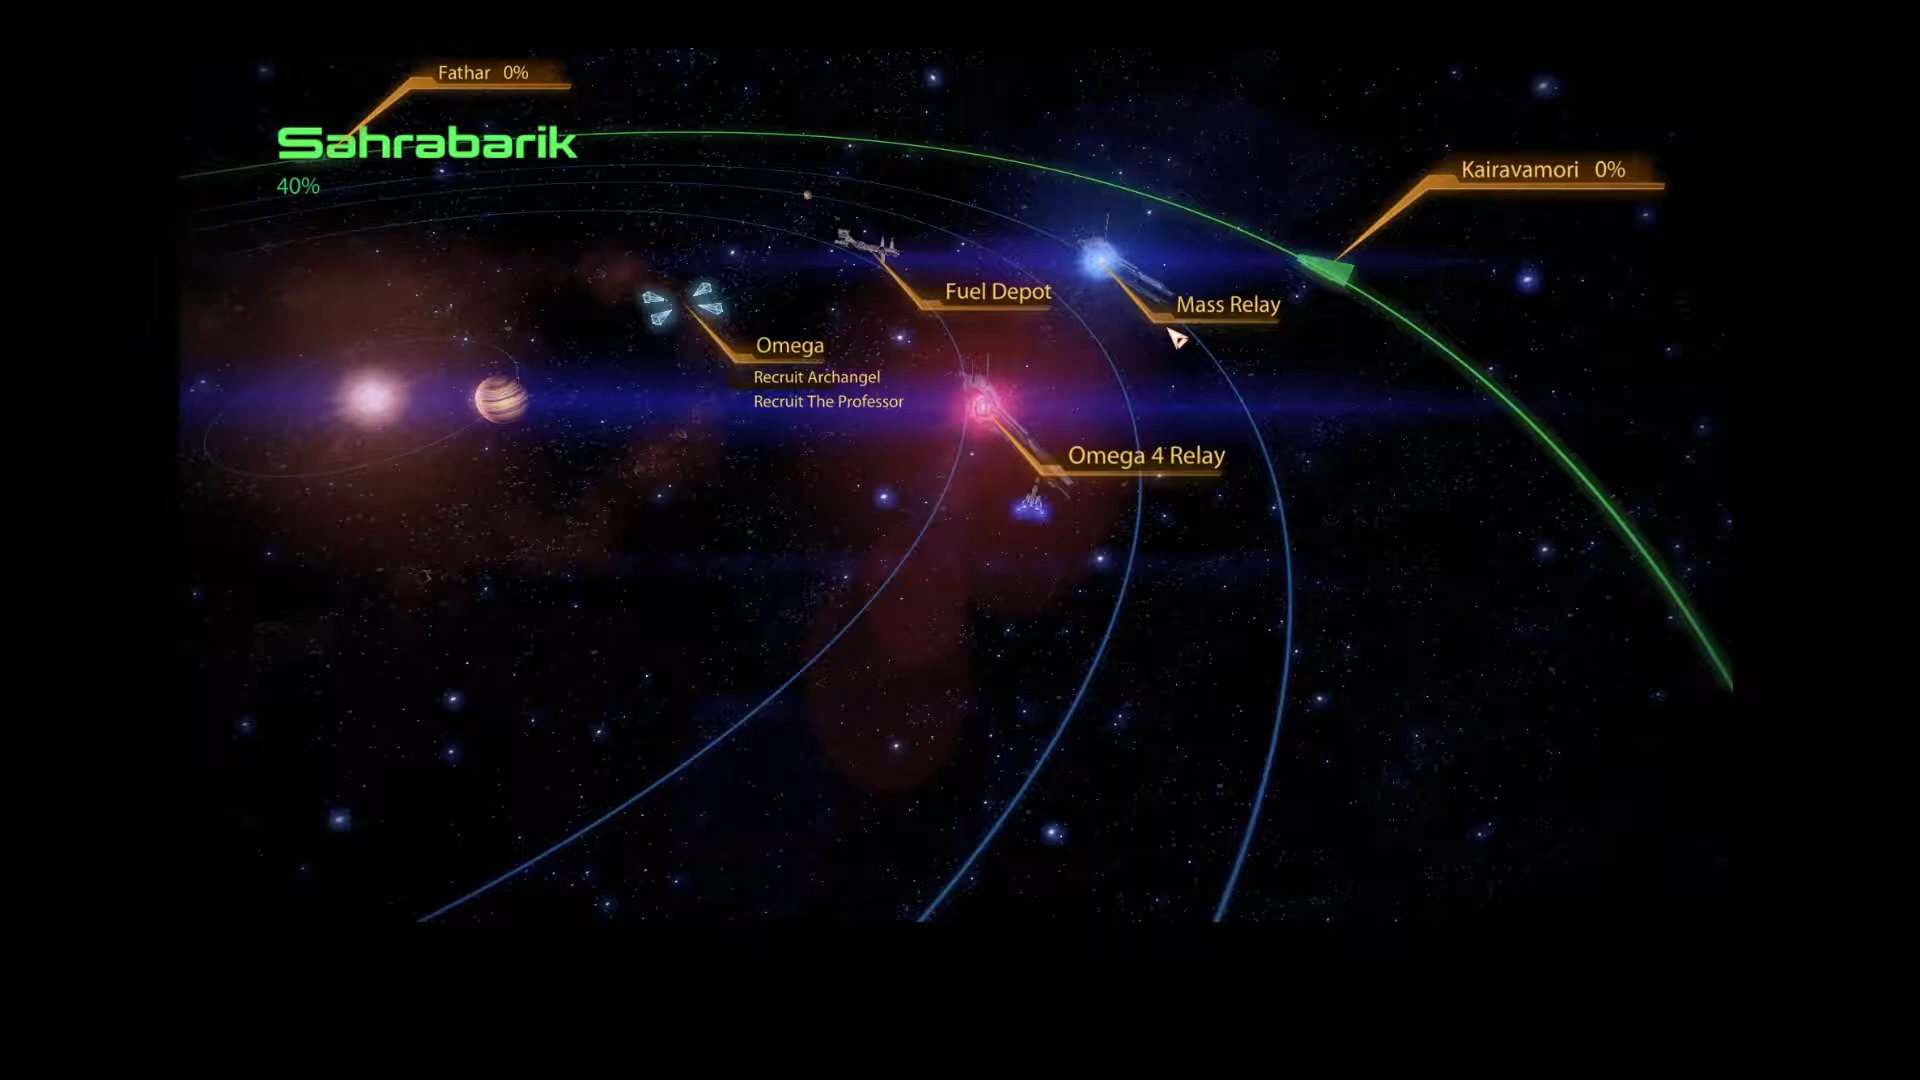 Fathar 0%
Sahrabarik
40%
Kairavamori 0%
Fuel Depot
Mass Relay
Omega
Recruit Archangel
Recruit The Professor
Omega 4 Relay